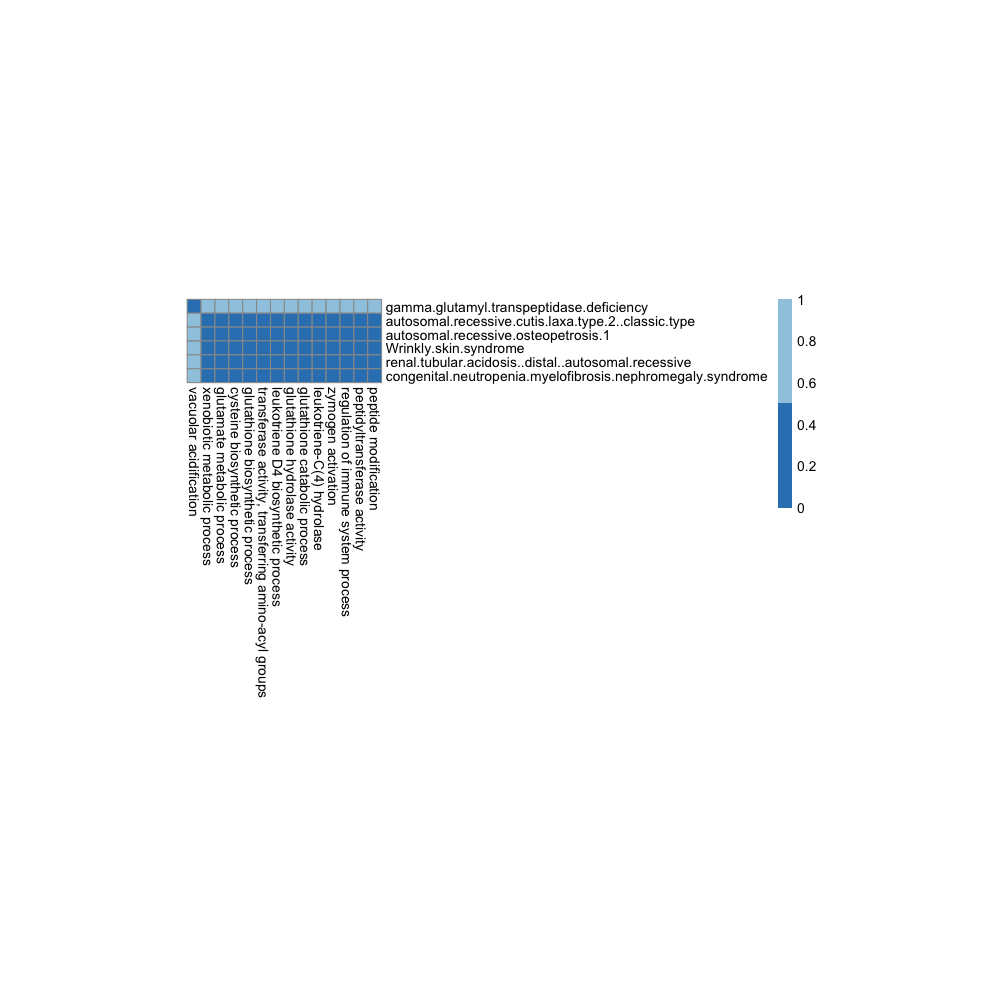 gamma.glutamyl.transpeptidase.deficiency
autosomal.recessive.cutis.laxa.type.2..classic.type
autosomal.recessive.osteopetrosis.1
Wrinkly.skin.syndrome
renal.tubular.acidosis..distal..autosomal.recessive
congenital.neutropenia.myelofibrosis.nephromegaly.syndrome
vacuolar acidification
xenobiotic metabolic process
glutamate metabolic process
cysteine biosynthetic process
glutathione biosynthetic process
transferase activity, transferring amino-acyl groups
leukotriene D4 biosynthetic process
glutathione hydrolase activity
glutathione catabolic process
leukotriene-C(4) hydrolase
zymogen activation
regulation of immune system process
peptidyltransferase activity
peptide modification
1
0.8
0.6
0.4
0.2
0